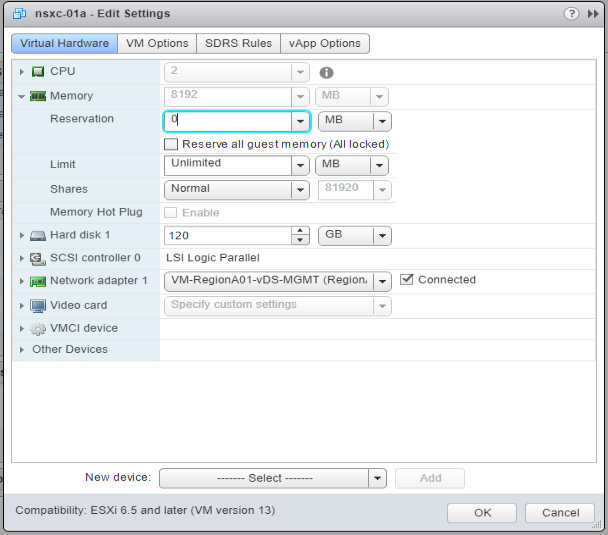 nsxc-01a - Edit Settings
Virtual Hardware VM Options SDRS Rules vApp Options
CPU 2
Memory 8192 MB
Reservation 0 MB
Reserve all guest memory (All locked)
Limit Unlimited MB
Shares Normal 81920
Memory Hot Plug Enable
Hard disk 1 120 GB
SCSI controller 0 LSI Logic Parallel
Network adapter 1 VM-RegionA01-vDS-MGMT (Region Connected
Video card Specify custom settings
VMCI device
Other Devices
New device: ------- Select ------- Add
Compatibility: ESXi 6.5 and later (VM version 13) OK Cancel